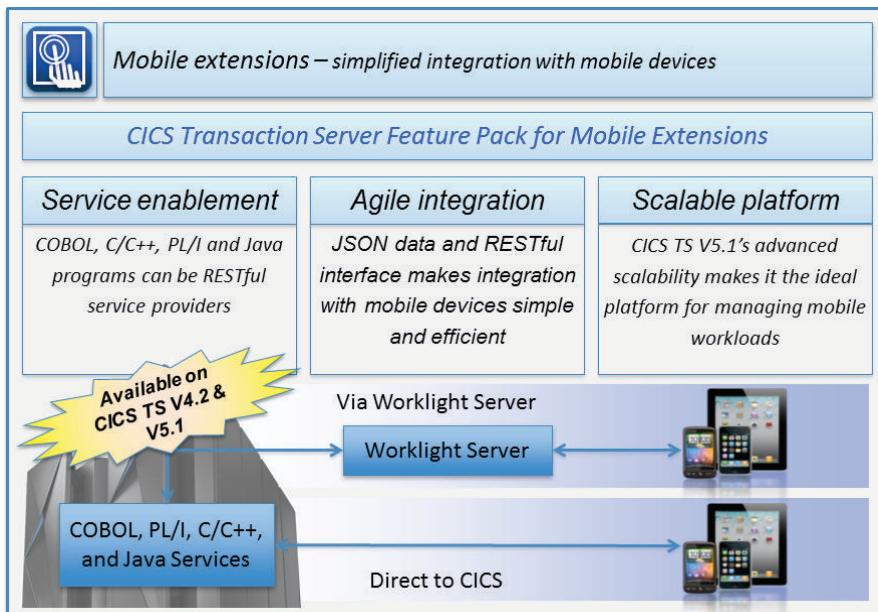 Mobile extensions – simplified integration with mobile devices
CICS Transaction Server Feature Pack for Mobile Extensions
Service enablement
COBOL, C/C++, PL/I and Java
programs can be RESTful
service providers
Agile integration
JSON data and RESTful
interface makes integration
with mobile devices simple
and efficient
Scalable platform
CICS TS V5.1’s advanced
scalability makes it the ideal
platform for managing mobile
workloads
Available on
CICS TS V4.2 &
V5.1
Via Worklight Server
Worklight Server
COBOL, PL/I, C/C++,
and Java Services
Direct to CICS